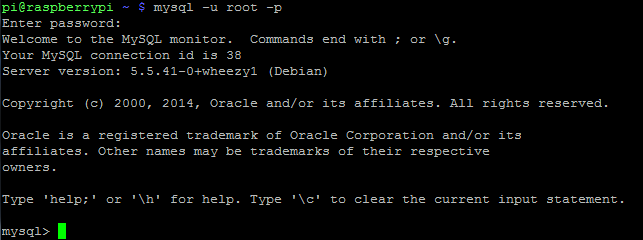 pi@raspberrypi ~ $ mysql -u root -p
Enter password:
Welcome to the MySQL monitor.  Commands end with ; or \g.
Your MySQL connection id is 38
Server version: 5.5.41-0+wheezy1 (Debian)
Copyright (c) 2000, 2014, Oracle and/or its affiliates. All rights reserved.
Oracle is a registered trademark of Oracle Corporation and/or its
affiliates. Other names may be trademarks of their respective
owners.
Type 'help;' or '\h' for help. Type '\c' to clear the current input statement.
mysql>